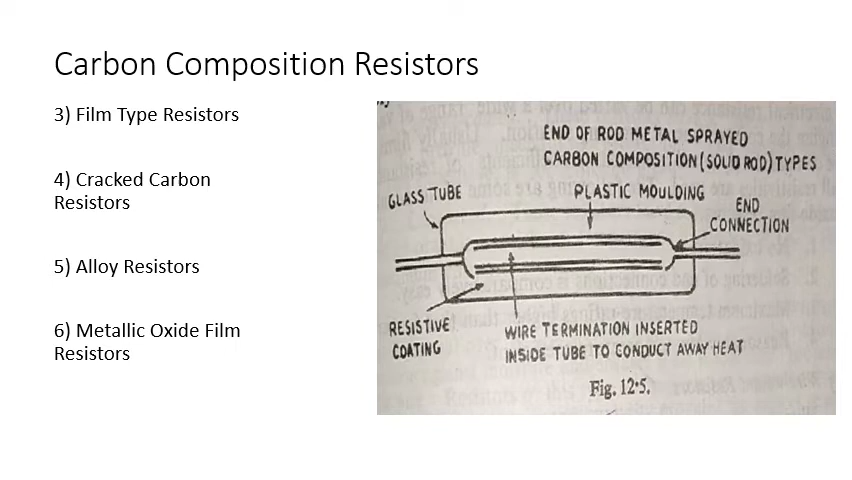 Carbon Composition Resistors
3) Film Type Resistors
4) Cracked Carbon
Resistors
5) Alloy Resistors
6) Metallic Oxide Film
Resistors
END OF ROD METAL SPRAYED
CARBON COMPOSITION (SOLID ROD) TYPES
GLASS TUBE
PLASTIC MOULDING
END
CONNECTION
RESISTIVE
COATING
WIRE TERMINATION INSERTED
INSIDE TUBE TO CONDUCT AWAY HEAT
Fig. 12·5.